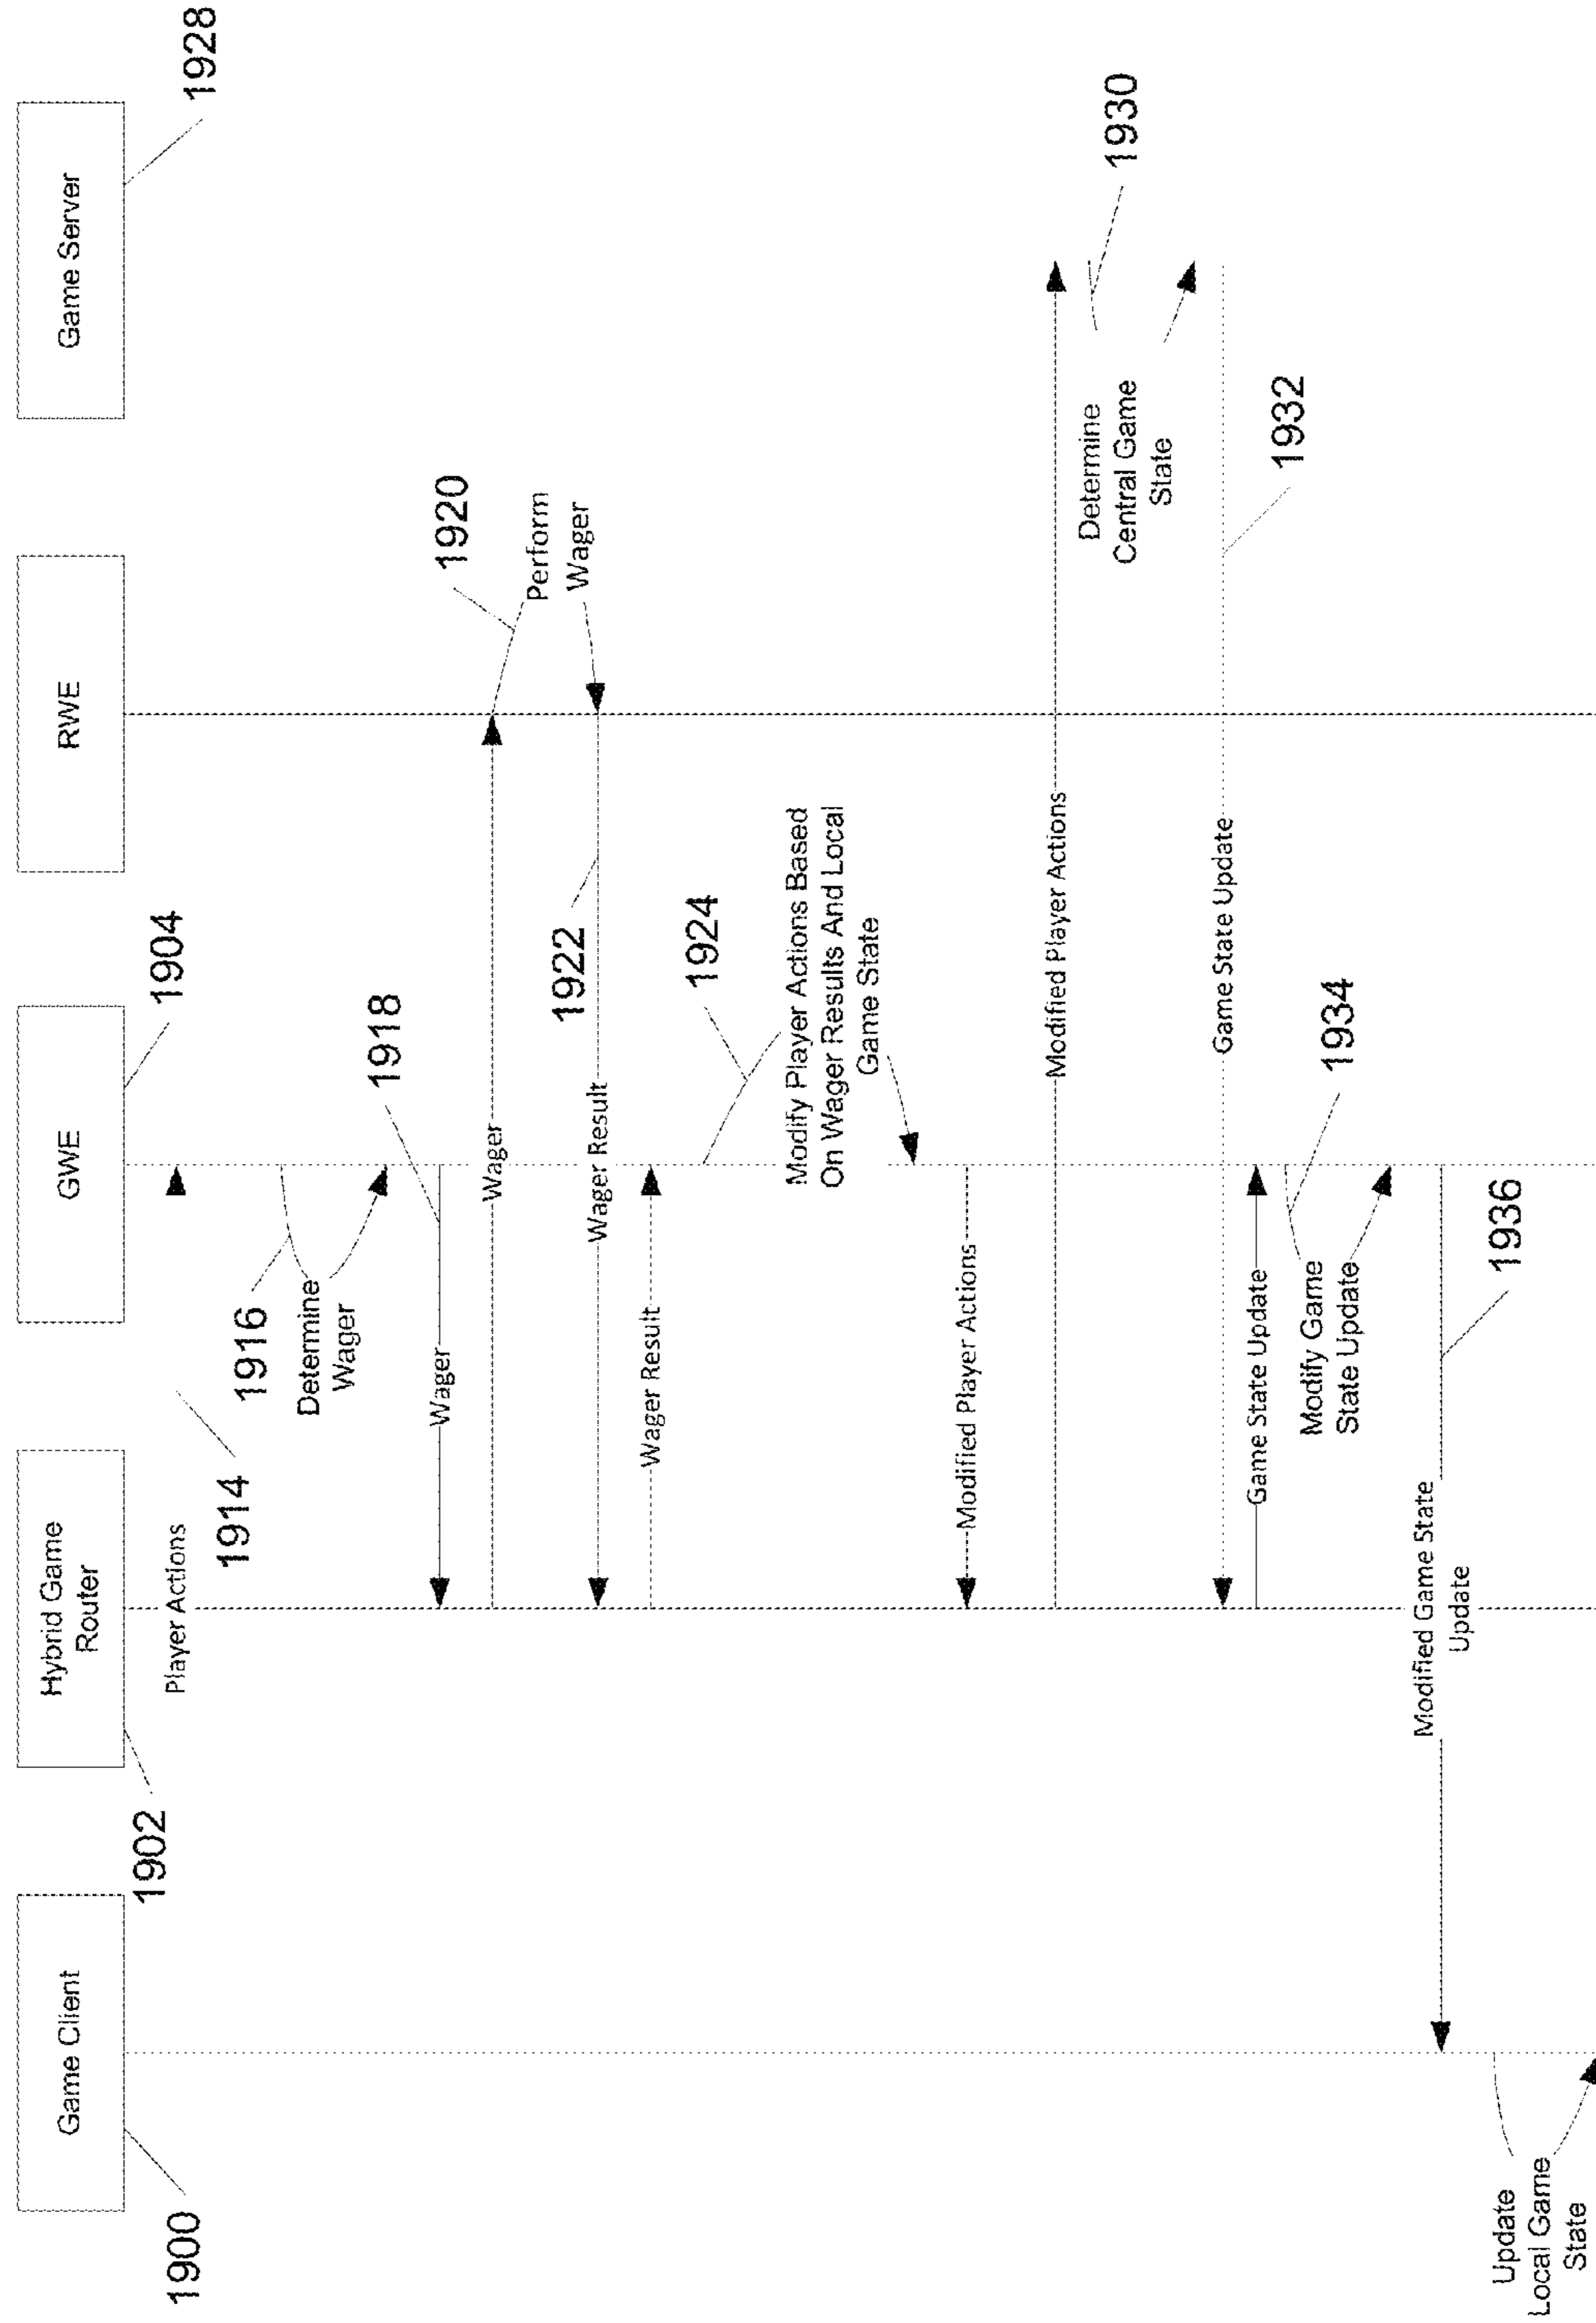 Game Client
Hybrid Game
Router
GWE
RWE
Game Server
1900
1902
1904
1928
Player Actions
1914
1916
Determine
Wager
1918
Wager
Wager
1920
Perform
Wager
Wager Result
1922
Wager Result
1924
Modify Player Actions Based
On Wager Results And Local
Game State
Modified Player Actions
Modified Player Actions
1930
Determine
Central Game
State
Game State Update
1932
Game State Update
1934
Modify Game
State Update
Modified Game State
Update
1936
Update
Local Game
State